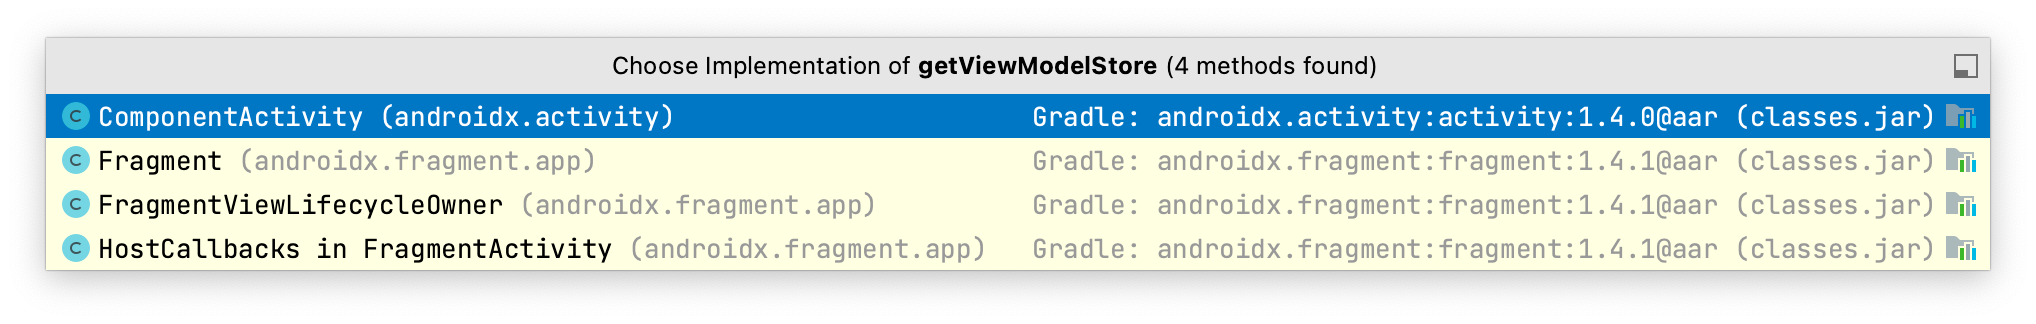 Choose Implementation of getViewModelStore (4 methods found)
C ComponentActivity (androidx.activity) Gradle: androidx.activity:activity:1.4.0@aar (classes.jar)
C Fragment (androidx.fragment.app) Gradle: androidx.fragment:fragment:1.4.1@aar (classes.jar)
C FragmentViewLifecycleOwner (androidx.fragment.app) Gradle: androidx.fragment:fragment:1.4.1@aar (classes.jar)
C HostCallbacks in FragmentActivity (androidx.fragment.app) Gradle: androidx.fragment:fragment:1.4.1@aar (classes.jar)